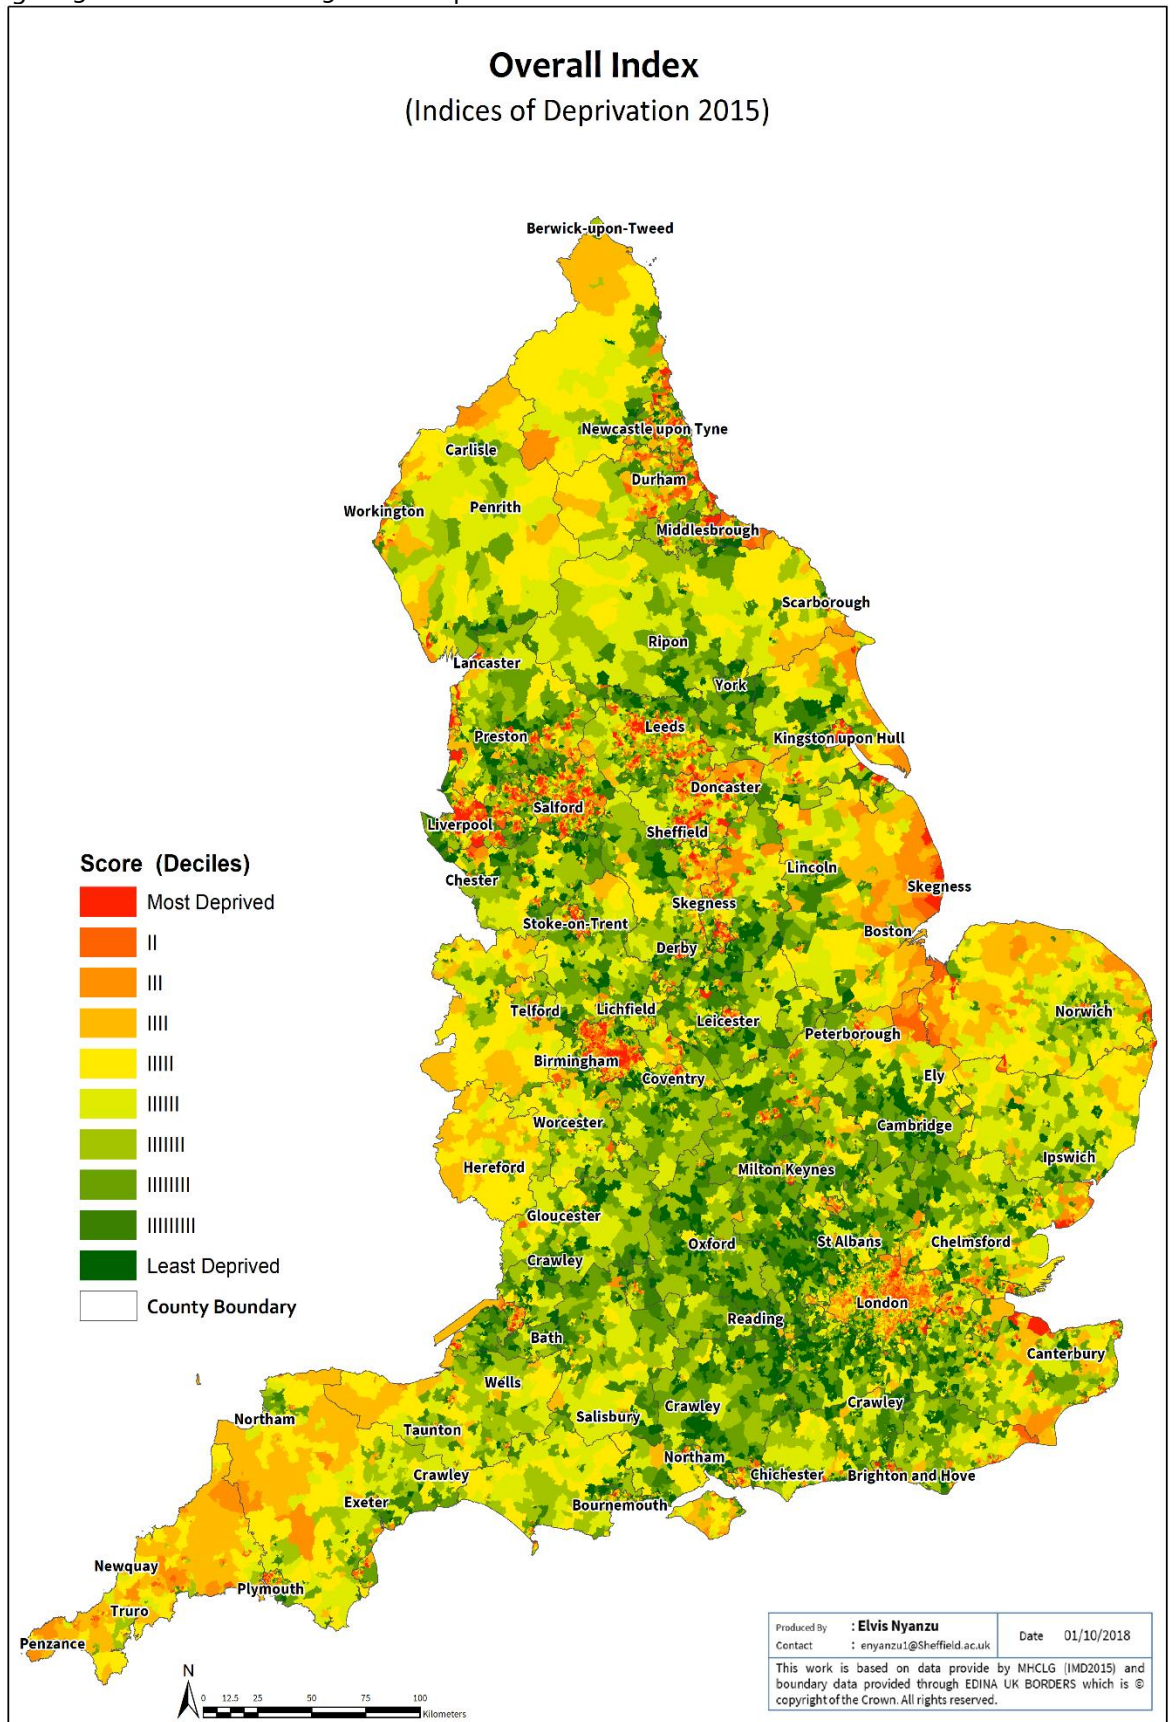 Overall Index
(Indices of Deprivation 2015)
Berwick-upon-Tweed
Newcastle upon Tyne
Carlisle
Durham
Workington
Penrith
Middlesbrough
Scarborough
Ripon
Lancaster
York
Leeds
Preston
Kingston upon Hull
Doncaster
Salford
Liverpool
Sheffield
Score (Deciles)
Lincoln
Chester
Skegness
Most Deprived
Skegness
Stoke-on-Trent
Boston
II
Derby
III
Telford
Lichfield
Norwich
Leicester
IIII
Peterborough
Birmingham
IIIII
Coventry
Ely
IIIIII
Worcester
Cambridge
IIIIIII
Ipswich
Hereford
Milton Keynes
IIIIIIII
Gloucester
IIIIIIIII
Oxford
St Albans
Chelmsford
Crawley
Least Deprived
London
County Boundary
Reading
Bath
Canterbury
Wells
Crawley
Crawley
Northam
Salisbury
Taunton
Northam
Crawley
Chichester
Brighton and Hove
Exeter
Bournemouth
Newquay
Plymouth
Truro
Penzance
Produced By : Elvis Nyanzu
Contact : enyanzu1@Sheffield.ac.uk
Date 01/10/2018
This work is based on data provide by MHCLG (IMD2015) and
boundary data provided through EDINA UK BORDERS which is ©
copyright of the Crown. All rights reserved.
N
0 12.5 25 50 75 100
Kilometers